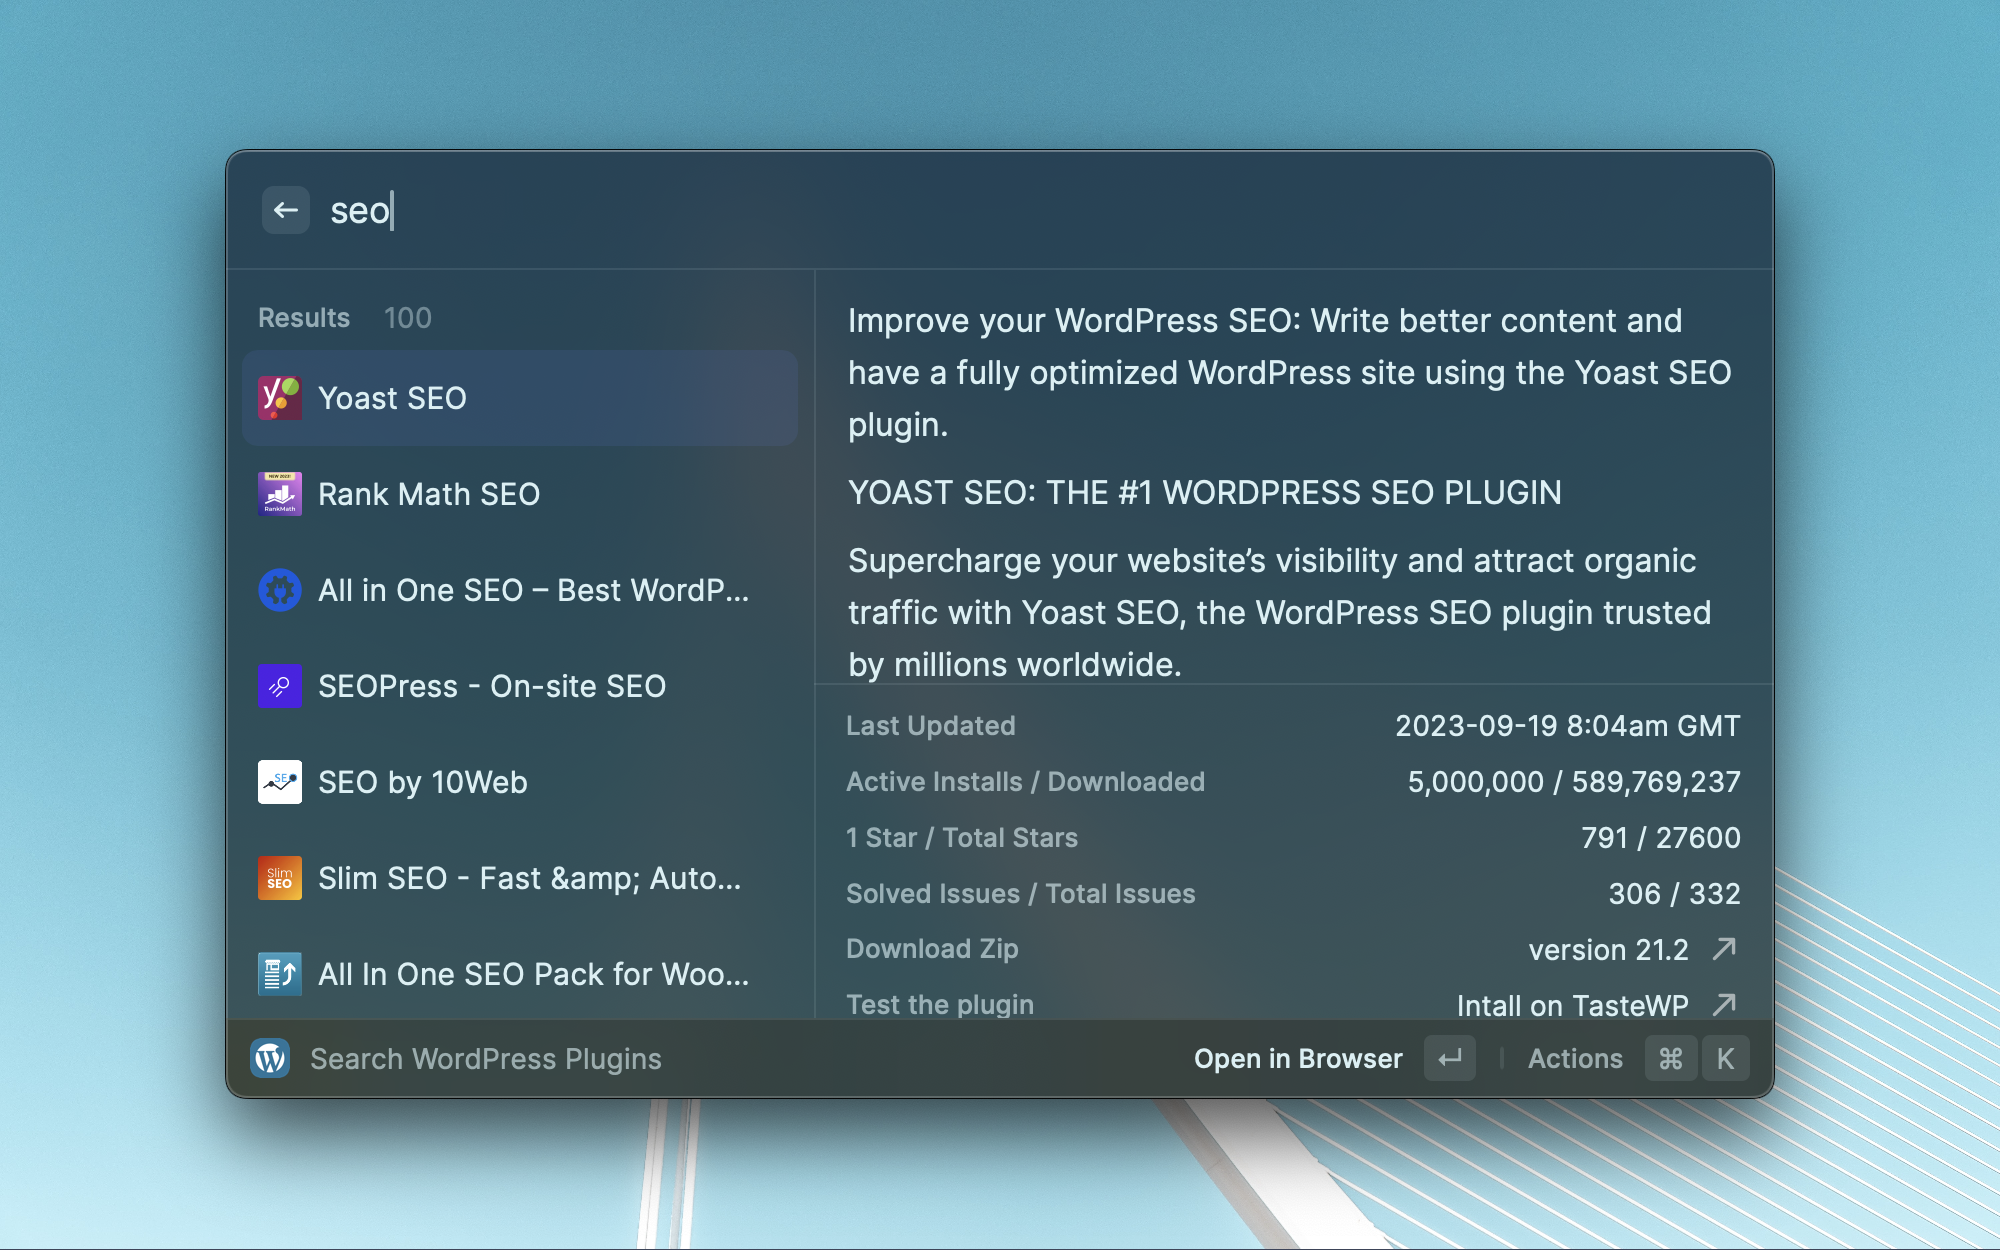 seo
Results 100
Yoast SEO
Rank Math SEO
All in One SEO – Best WordP...
SEOPress - On-site SEO
SEO by 10Web
Slim SEO - Fast &amp; Auto...
All In One SEO Pack for Woo...
NEW 2023!
RankMath
SEO
Slim
SEO
Improve your WordPress SEO: Write better content and
have a fully optimized WordPress site using the Yoast SEO
plugin.
YOAST SEO: THE #1 WORDPRESS SEO PLUGIN
Supercharge your website’s visibility and attract organic
traffic with Yoast SEO, the WordPress SEO plugin trusted
by millions worldwide.
Last Updated 2023-09-19 8:04am GMT
Active Installs / Downloaded 5,000,000 / 589,769,237
1 Star / Total Stars 791 / 27600
Solved Issues / Total Issues 306 / 332
Download Zip version 21.2
Test the plugin Intall on TasteWP
Search WordPress Plugins Open in Browser Actions ⌘ K